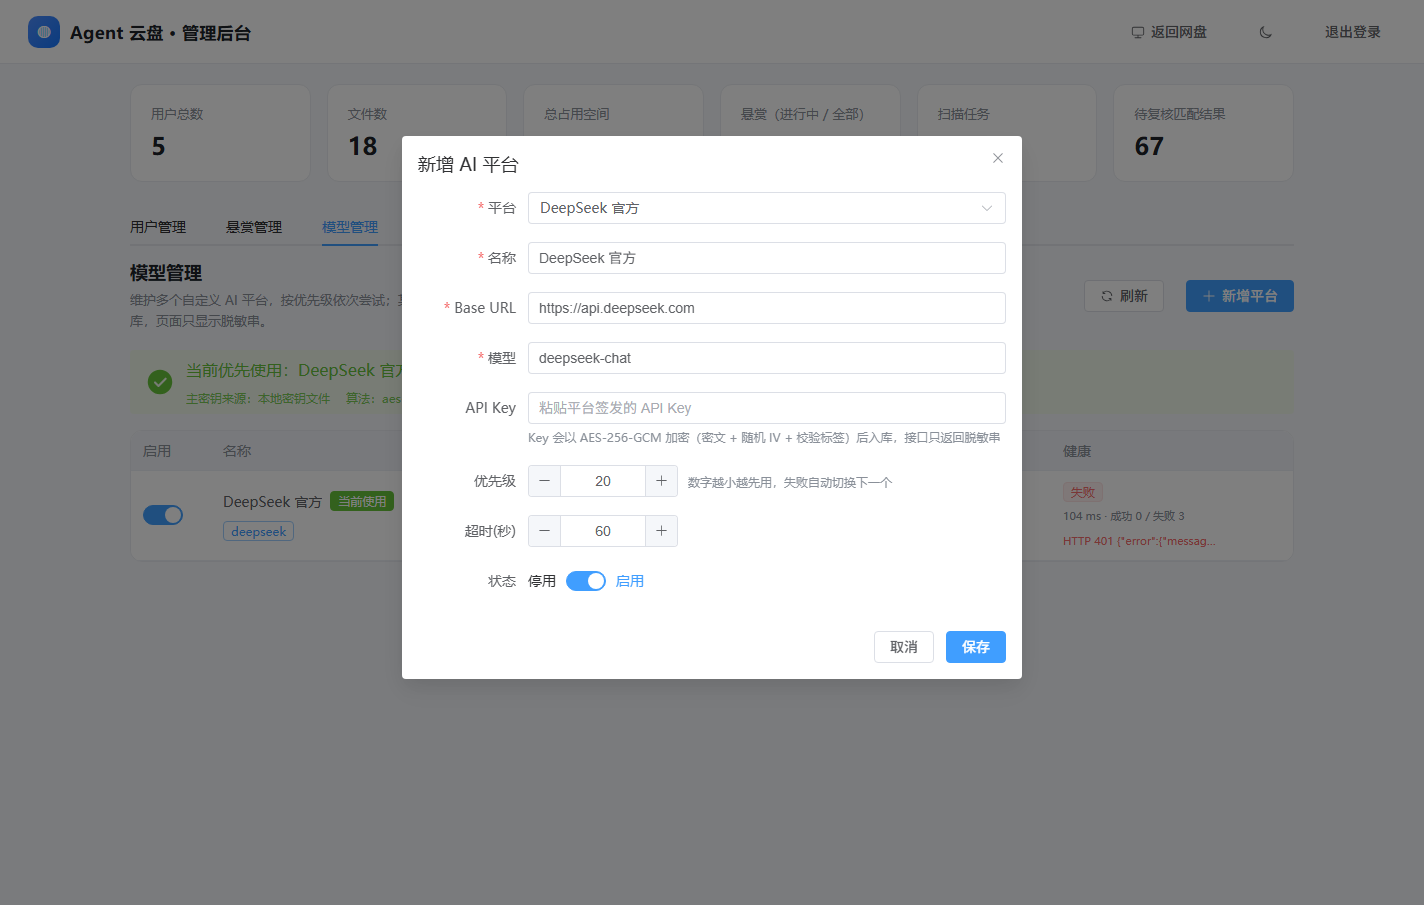 Agent 云盘 • 管理后台
返回网盘
退出登录
用户总数
5
文件数
18
总占用空间
悬赏（进行中 / 全部）
扫描任务
待复核匹配结果
67
用户管理
悬赏管理
模型管理
模型管理
维护多个自定义 AI 平台，按优先级依次尝试；
库，页面只显示脱敏串。
刷新
新增平台
当前优先使用：DeepSeek 官方
主密钥来源：本地密钥文件 算法：aes
启用
名称
健康
DeepSeek 官方
当前使用
deepseek
失败
104 ms · 成功 0 / 失败 3
HTTP 401 {"error":{"messag...
新增 AI 平台
* 平台
DeepSeek 官方
* 名称
DeepSeek 官方
* Base URL
https://api.deepseek.com
* 模型
deepseek-chat
API Key
粘贴平台签发的 API Key
Key 会以 AES-256-GCM 加密（密文 + 随机 IV + 校验标签）后入库，接口只返回脱敏串
优先级
20
数字越小越先用，失败自动切换下一个
超时(秒)
60
状态
停用
启用
取消
保存